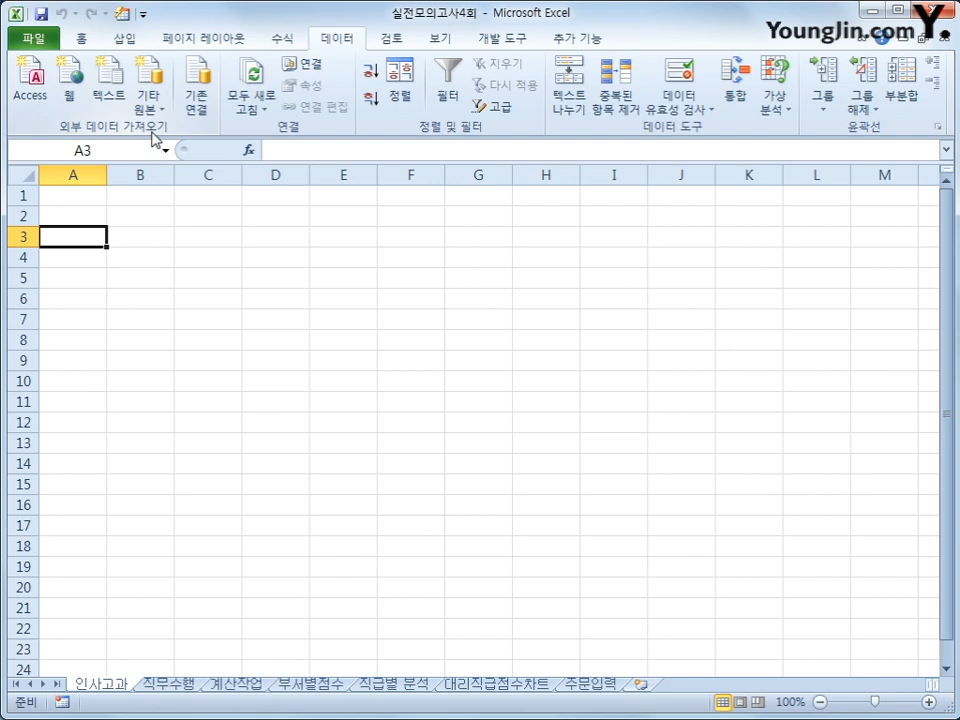 실전모의고사4회 - Microsoft Excel
YoungJin.com Y.
파일 홈 삽입 페이지 레이아웃 수식 데이터 검토 보기 개발 도구 추가 기능
Access 웹 텍스트 기타 원본 기존 연결 모두 새로 고침 연결 속성 연결 편집 정렬 필터 지우기 다시 적용 고급 텍스트 나누기 중복된 항목 제거 데이터 유효성 검사 통합 가상 분석 그룹 그룹 해제 부분합
외부 데이터 가져오기 연결 정렬 및 필터 데이터 도구 윤곽선
A3 fx
A B C D E F G H I J K L M
1
2
3
4
5
6
7
8
9
10
11
12
13
14
15
16
17
18
19
20
21
22
23
24
인사고과 직무수행 계산작업 부서별점수 직급별 분석 대리직급점수차트 주문입력
준비 100%